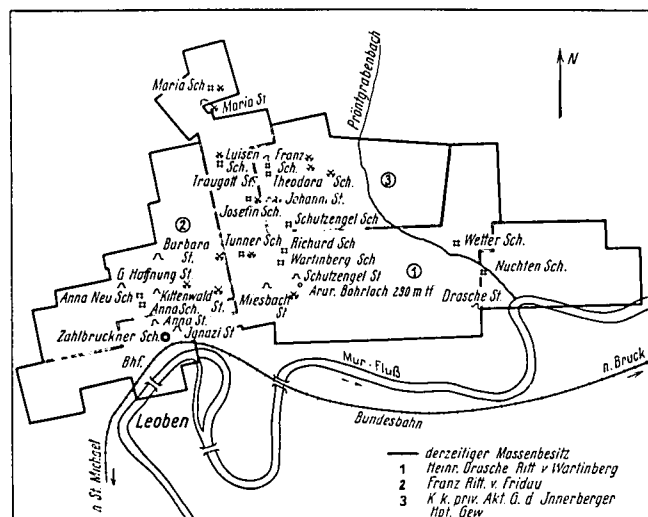 Maria Sch.
Maria St.
Pröntgrabenbach
N
Luisen Sch.
Franz Sch.
Traugott St.
Theodora Sch.
Johann St.
Josefin Sch.
Schutzengel Sch
3
2
Barbara St.
Tunner Sch.
Richard Sch
Wartinberg Sch
Wetter Sch.
Nuchten Sch.
G Hoffnung St.
Schutzengel St
1
Arar. Bohrloch 290 m tf
Anna Neu Sch
Kittenwald St.
Miesbach St
Drasche St.
Anna Sch.
Anna St.
Zahlbruckner Sch.
Ignazi St
Bhf.
Mur-Fluß
n. Bruck
Leoben
Bundesbahn
n St Michael
derzeitiger Massenbesitz
1 Heinr. Drasche Ritt v Wartinberg
2 Franz Ritt. v. Fridau
3 K k. priv. Akt. G. d Innerberger
Hpt. Gew